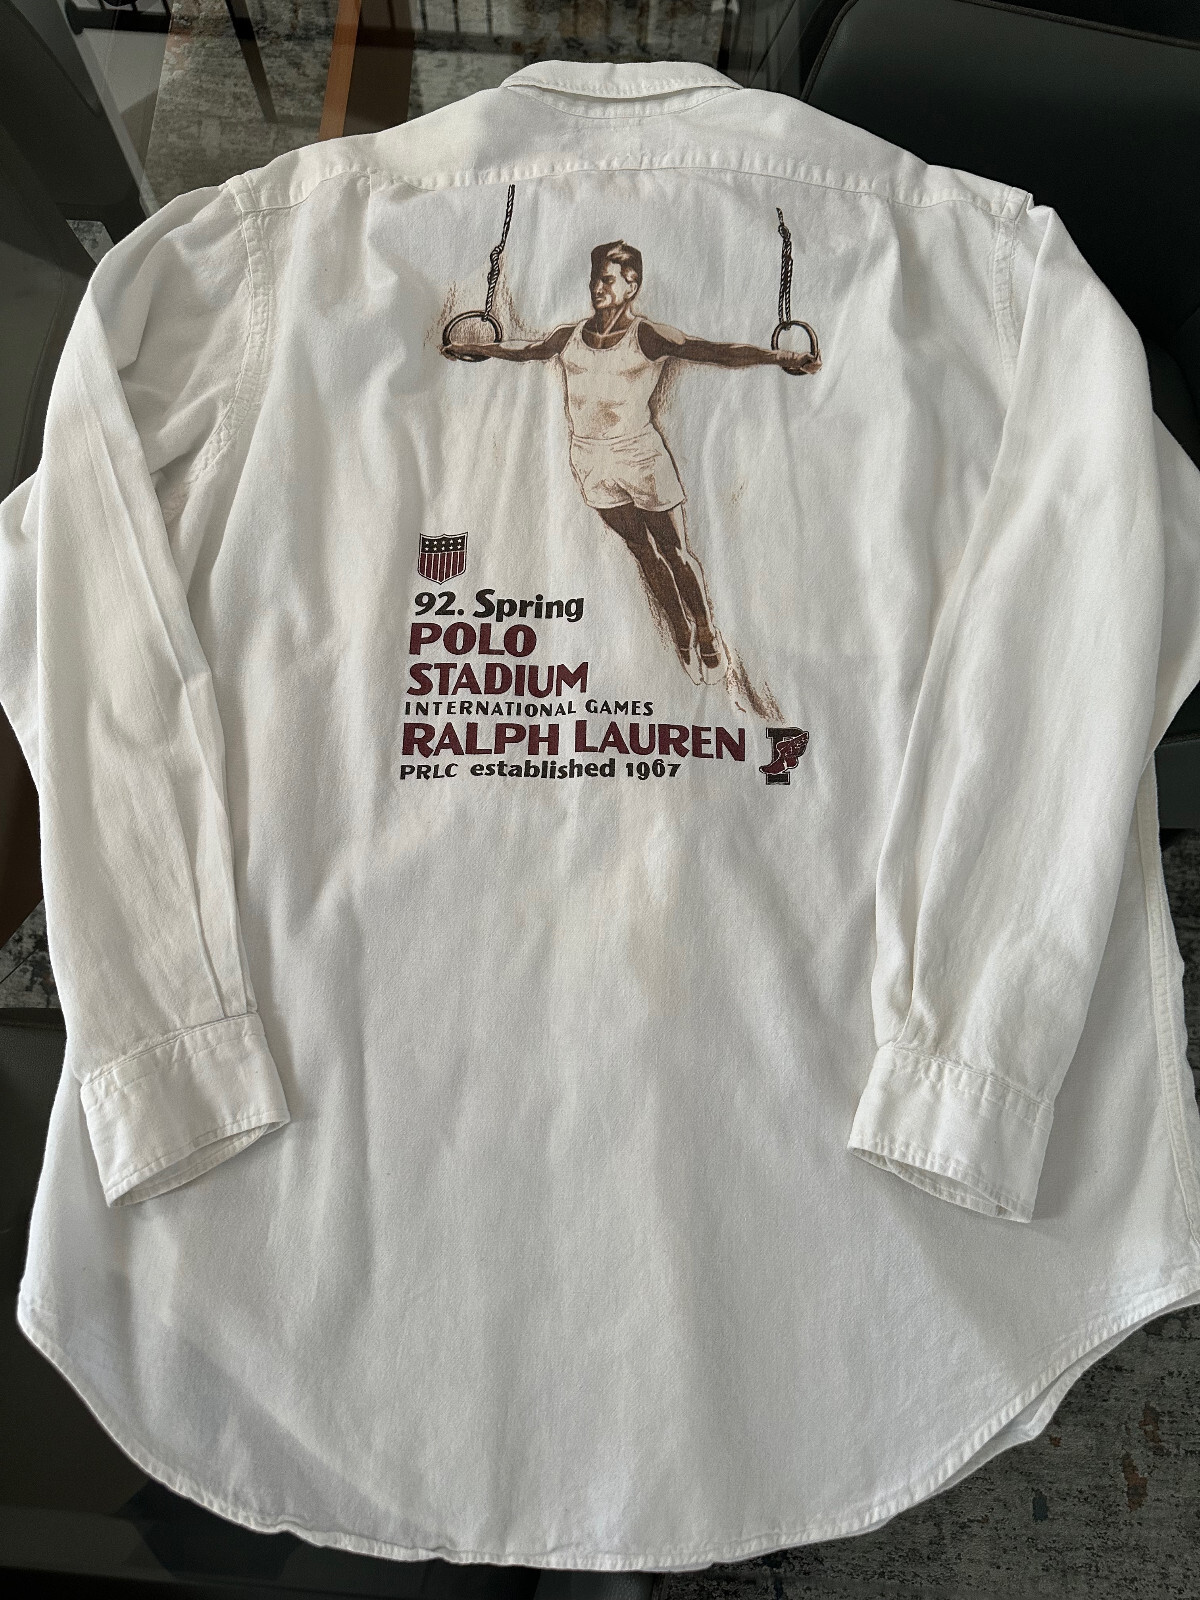 92. Spring
POLO
STADIUM
INTERNATIONAL GAMES
RALPH LAUREN P
PRLC established 1967